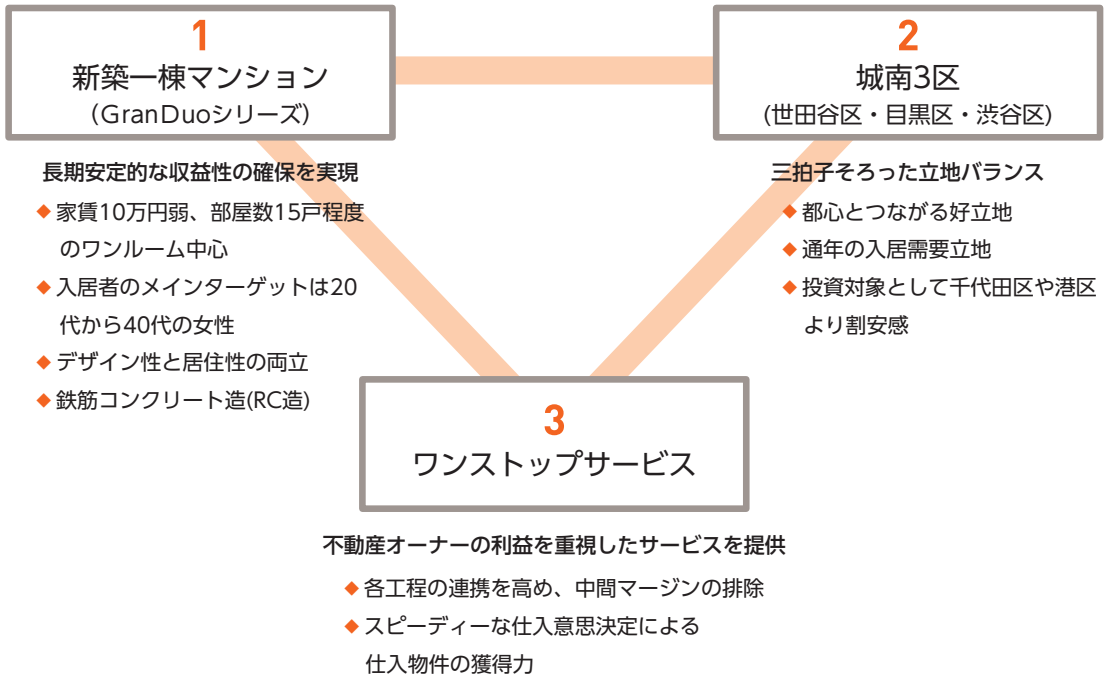 1
新築一棟マンション
(GranDuoシリーズ)
長期安定的な収益性の確保を実現
◆家賃10万円弱、部屋数15戸程度
のワンルーム中心
◆入居者のメインターゲットは20
代から40代の女性
◆デザイン性と居住性の両立
◆鉄筋コンクリート造(RC造)
2
城南3区
(世田谷区・目黒区・渋谷区)
三拍子そろった立地バランス
◆都心とつながる好立地
◆通年の入居需要立地
◆投資対象として千代田区や港区
より割安感
3
ワンストップサービス
不動産オーナーの利益を重視したサービスを提供
◆各工程の連携を高め、中間マージンの排除
◆スピーディーな仕入意思決定による
仕入物件の獲得力